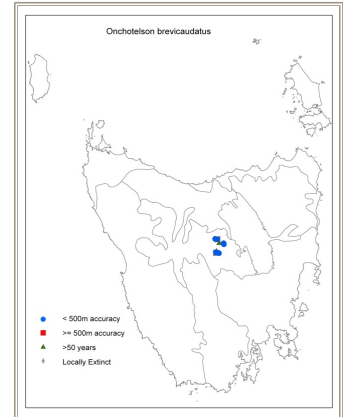 Onchotelson brevicaudatus
< 500m accuracy
>= 500m accuracy
>50 years
Locally Extinct